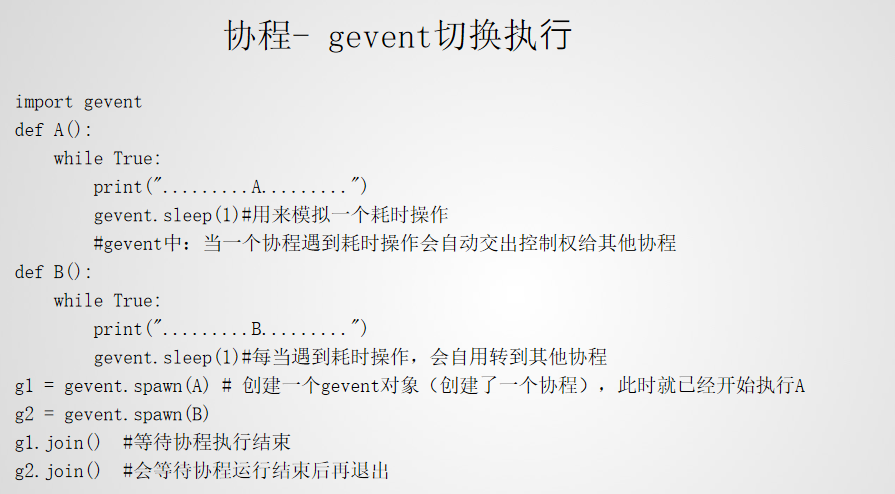 协程- gevent切换执行
import gevent
def A():
    while True:
        print(".........A.........")
        gevent.sleep(1)#用来模拟一个耗时操作
        #gevent中：当一个协程遇到耗时操作会自动交出控制权给其他协程
def B():
    while True:
        print(".........B.........")
        gevent.sleep(1)#每当遇到耗时操作，会自用转到其他协程
g1 = gevent.spawn(A) # 创建一个gevent对象（创建了一个协程），此时就已经开始执行A
g2 = gevent.spawn(B)
g1.join()  #等待协程执行结束
g2.join()  #会等待协程运行结束后再退出